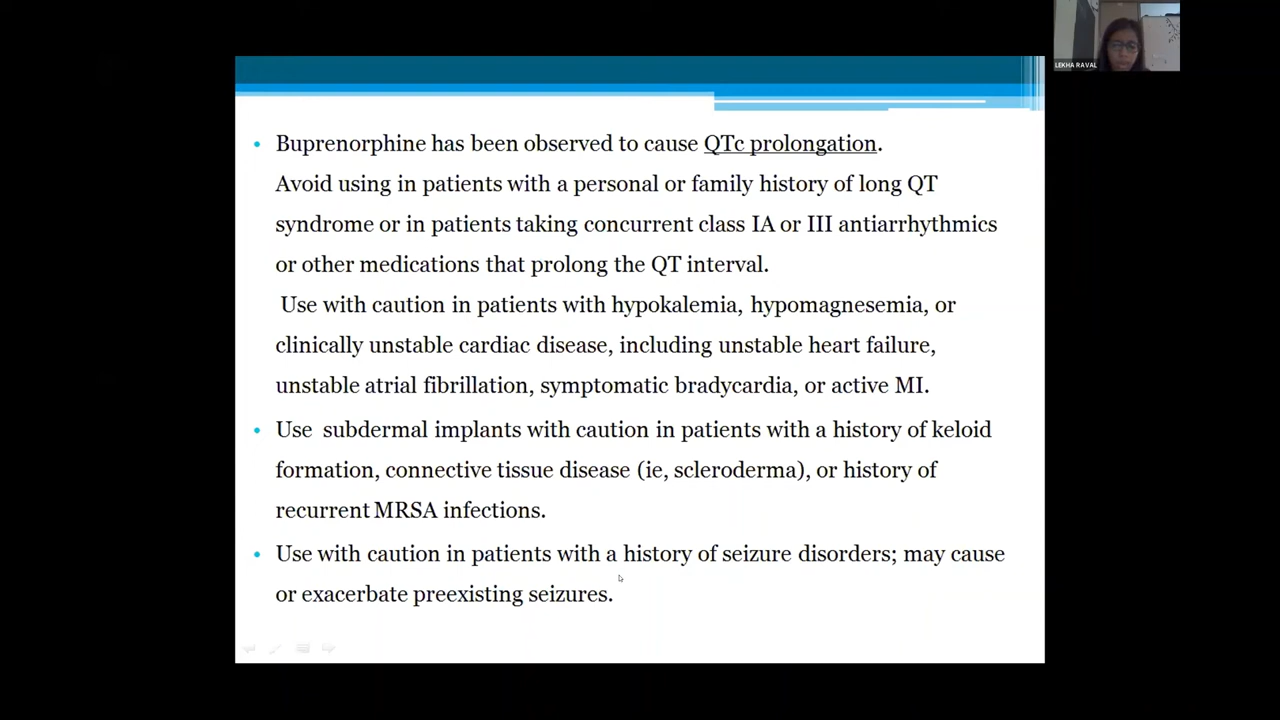 LEKHA RAVAL
• Buprenorphine has been observed to cause QTc prolongation.
Avoid using in patients with a personal or family history of long QT
syndrome or in patients taking concurrent class IA or III antiarrhythmics
or other medications that prolong the QT interval.
Use with caution in patients with hypokalemia, hypomagnesemia, or
clinically unstable cardiac disease, including unstable heart failure,
unstable atrial fibrillation, symptomatic bradycardia, or active MI.
• Use subdermal implants with caution in patients with a history of keloid
formation, connective tissue disease (ie, scleroderma), or history of
recurrent MRSA infections.
• Use with caution in patients with a history of seizure disorders; may cause
or exacerbate preexisting seizures.